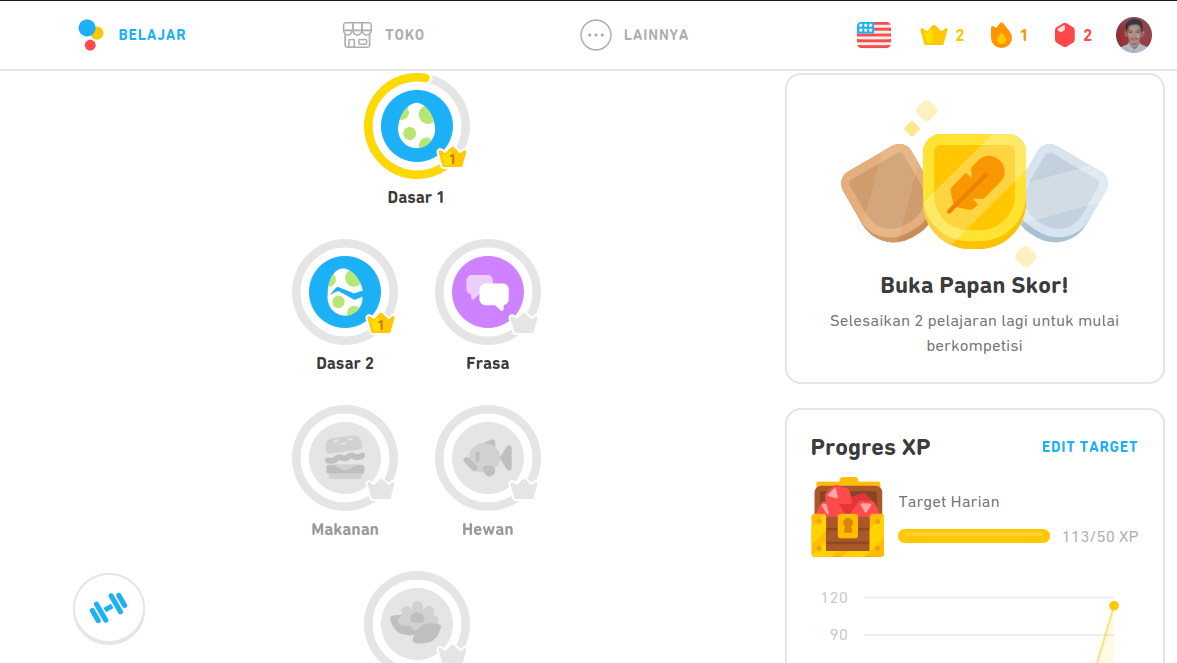 BELAJAR
TOKO
LAINNYA
2
1
2
1
Dasar 1
1
Dasar 2
Frasa
Makanan
Hewan
Buka Papan Skor!
Selesaikan 2 pelajaran lagi untuk mulai
berkompetisi
Progres XP
EDIT TARGET
Target Harian
113/50 XP
120
90